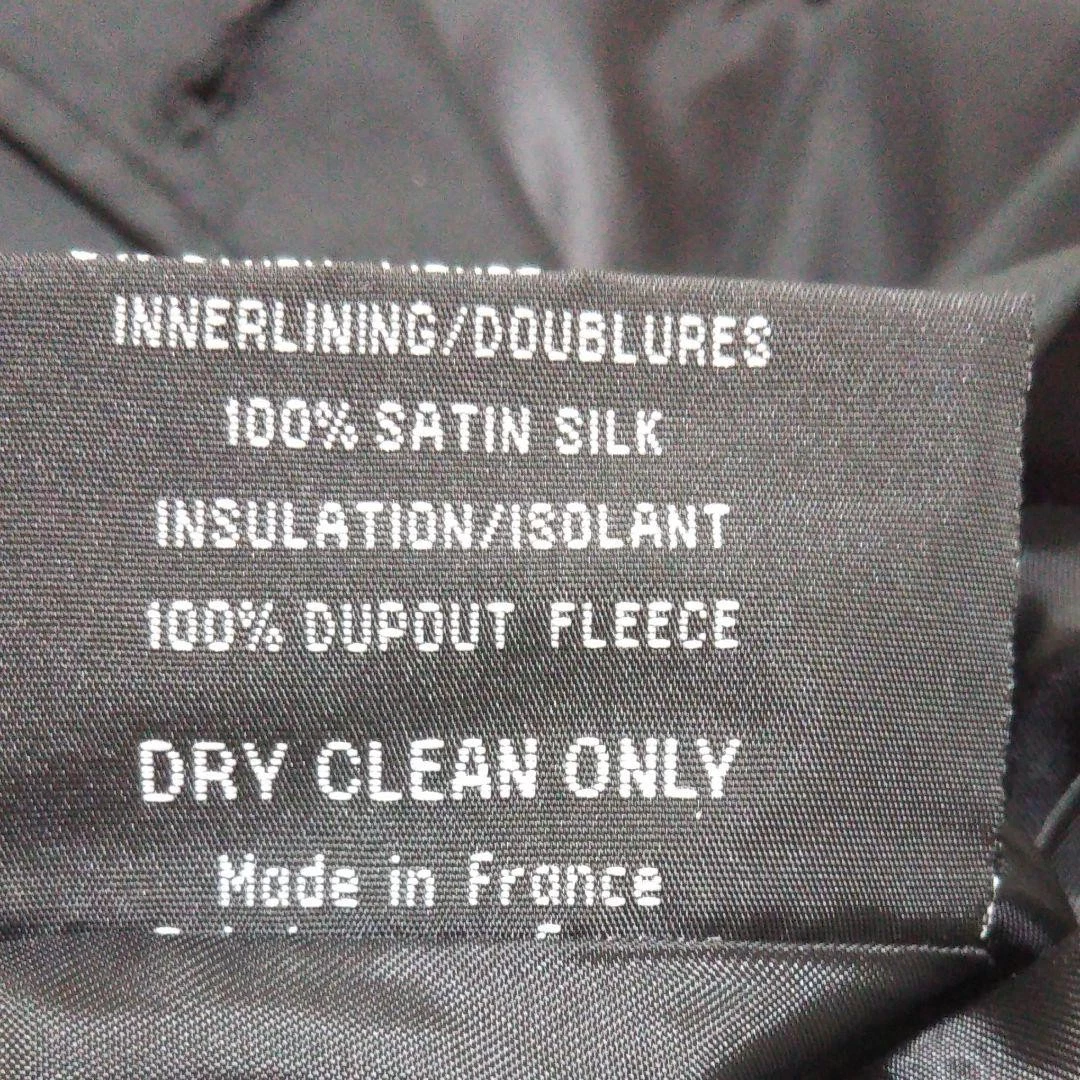 INNERLINING/DOUBLURES
100% SATIN SILK
INSULATION/ISOLANT
100% DUPOUT FLEECE
DRY CLEAN ONLY
Made in France